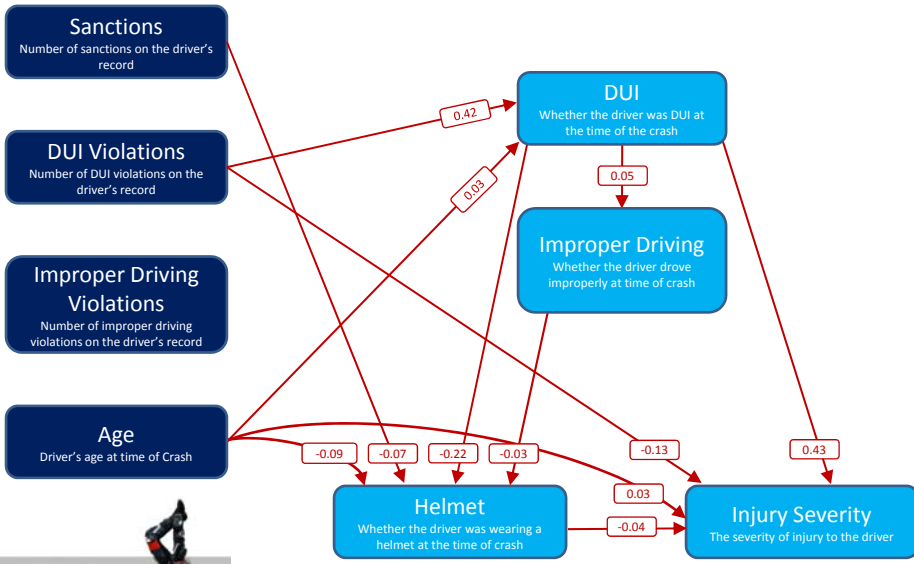 Sanctions
Number of sanctions on the driver's
record
DUI Violations
Number of DUI violations on the
driver's record
Improper Driving
Violations
Number of improper driving
violations on the driver's record
Age
Driver's age at time of Crash
DUI
Whether the driver was DUI at
the time of the crash
Improper Driving
Whether the driver drove
improperly at time of crash
Helmet
Whether the driver was wearing a
helmet at the time of crash
Injury Severity
The severity of injury to the driver
0.42
0.03
0.05
-0.09
-0.07
-0.22
-0.03
-0.13
0.43
0.03
-0.04